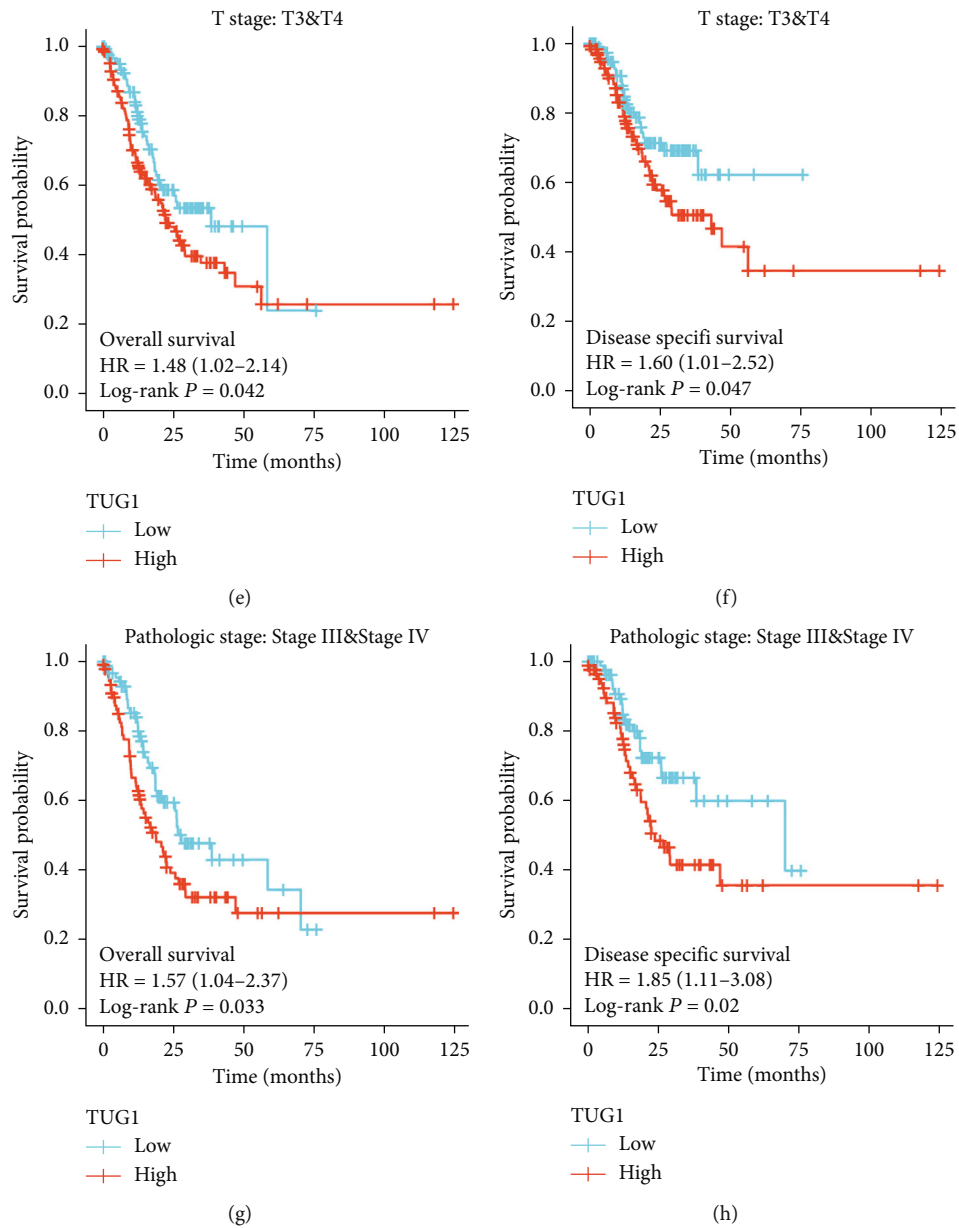 T stage: T3&T4
Survival probability
1.0
0.8
0.6
0.4
0.2
0.0
Overall survival
HR = 1.48 (1.02–2.14)
Log-rank P = 0.042
0 25 50 75 100 125
Time (months)
TUG1
Low
High
(e)
T stage: T3&T4
Survival probability
1.0
0.8
0.6
0.4
0.2
0.0
Disease specifi survival
HR = 1.60 (1.01–2.52)
Log-rank P = 0.047
0 25 50 75 100 125
Time (months)
TUG1
Low
High
(f)
Pathologic stage: Stage III&Stage IV
Survival probability
1.0
0.8
0.6
0.4
0.2
0.0
Overall survival
HR = 1.57 (1.04–2.37)
Log-rank P = 0.033
0 25 50 75 100 125
Time (months)
TUG1
Low
High
(g)
Pathologic stage: Stage III&Stage IV
Survival probability
1.0
0.8
0.6
0.4
0.2
0.0
Disease specific survival
HR = 1.85 (1.11–3.08)
Log-rank P = 0.02
0 25 50 75 100 125
Time (months)
TUG1
Low
High
(h)